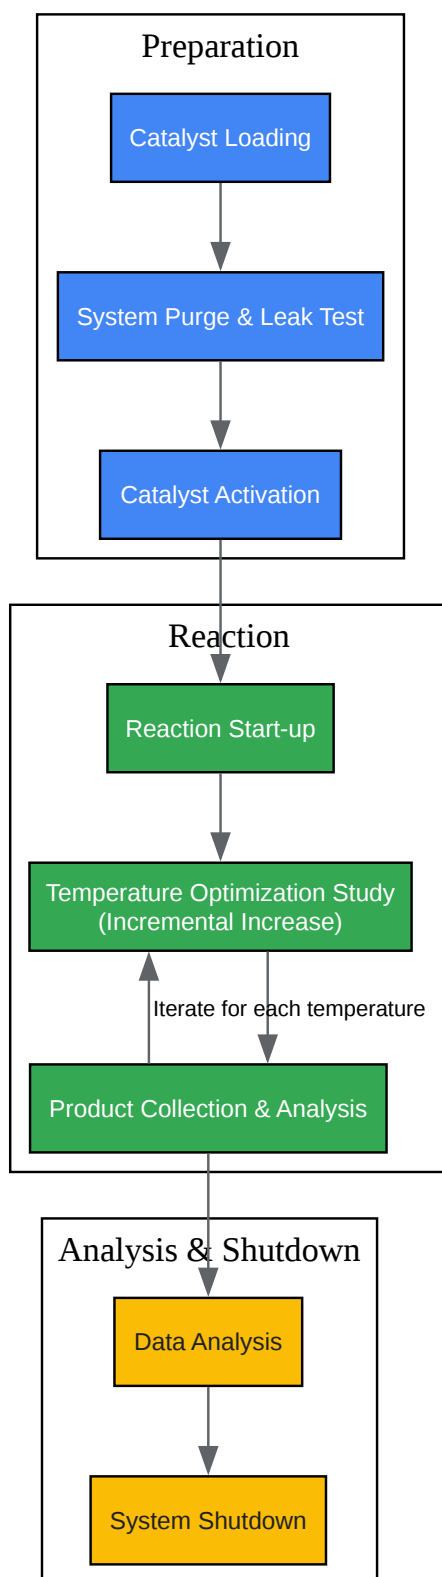 Preparation
Catalyst Loading
System Purge & Leak Test
Catalyst Activation
Reaction
Reaction Start-up
Temperature Optimization Study
(Incremental Increase)
Iterate for each temperature
Product Collection & Analysis
Analysis & Shutdown
Data Analysis
System Shutdown